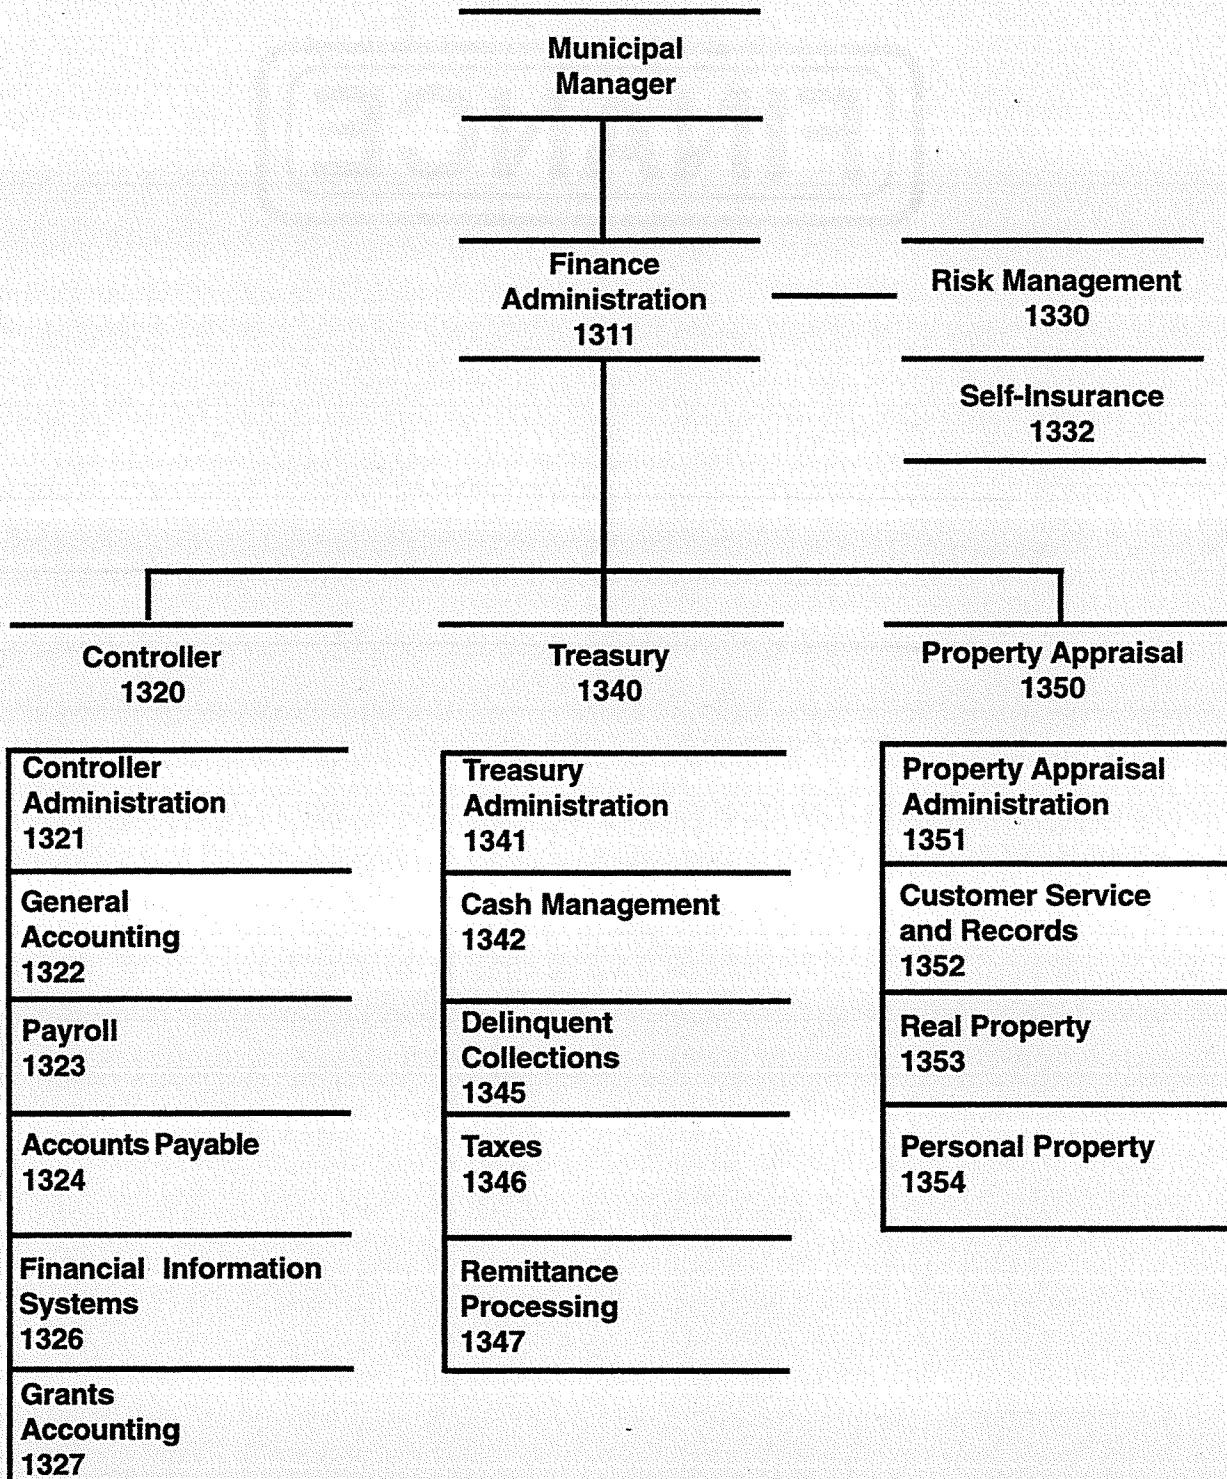 Municipal
Manager
Finance
Administration
1311
Risk Management
1330
Self-Insurance
1332
Controller
1320
Treasury
1340
Property Appraisal
1350
Controller
Administration
1321
General
Accounting
1322
Payroll
1323
Accounts Payable
1324
Financial Information
Systems
1326
Grants
Accounting
1327
Treasury
Administration
1341
Cash Management
1342
Delinquent
Collections
1345
Taxes
1346
Remittance
Processing
1347
Property Appraisal
Administration
1351
Customer Service
and Records
1352
Real Property
1353
Personal Property
1354